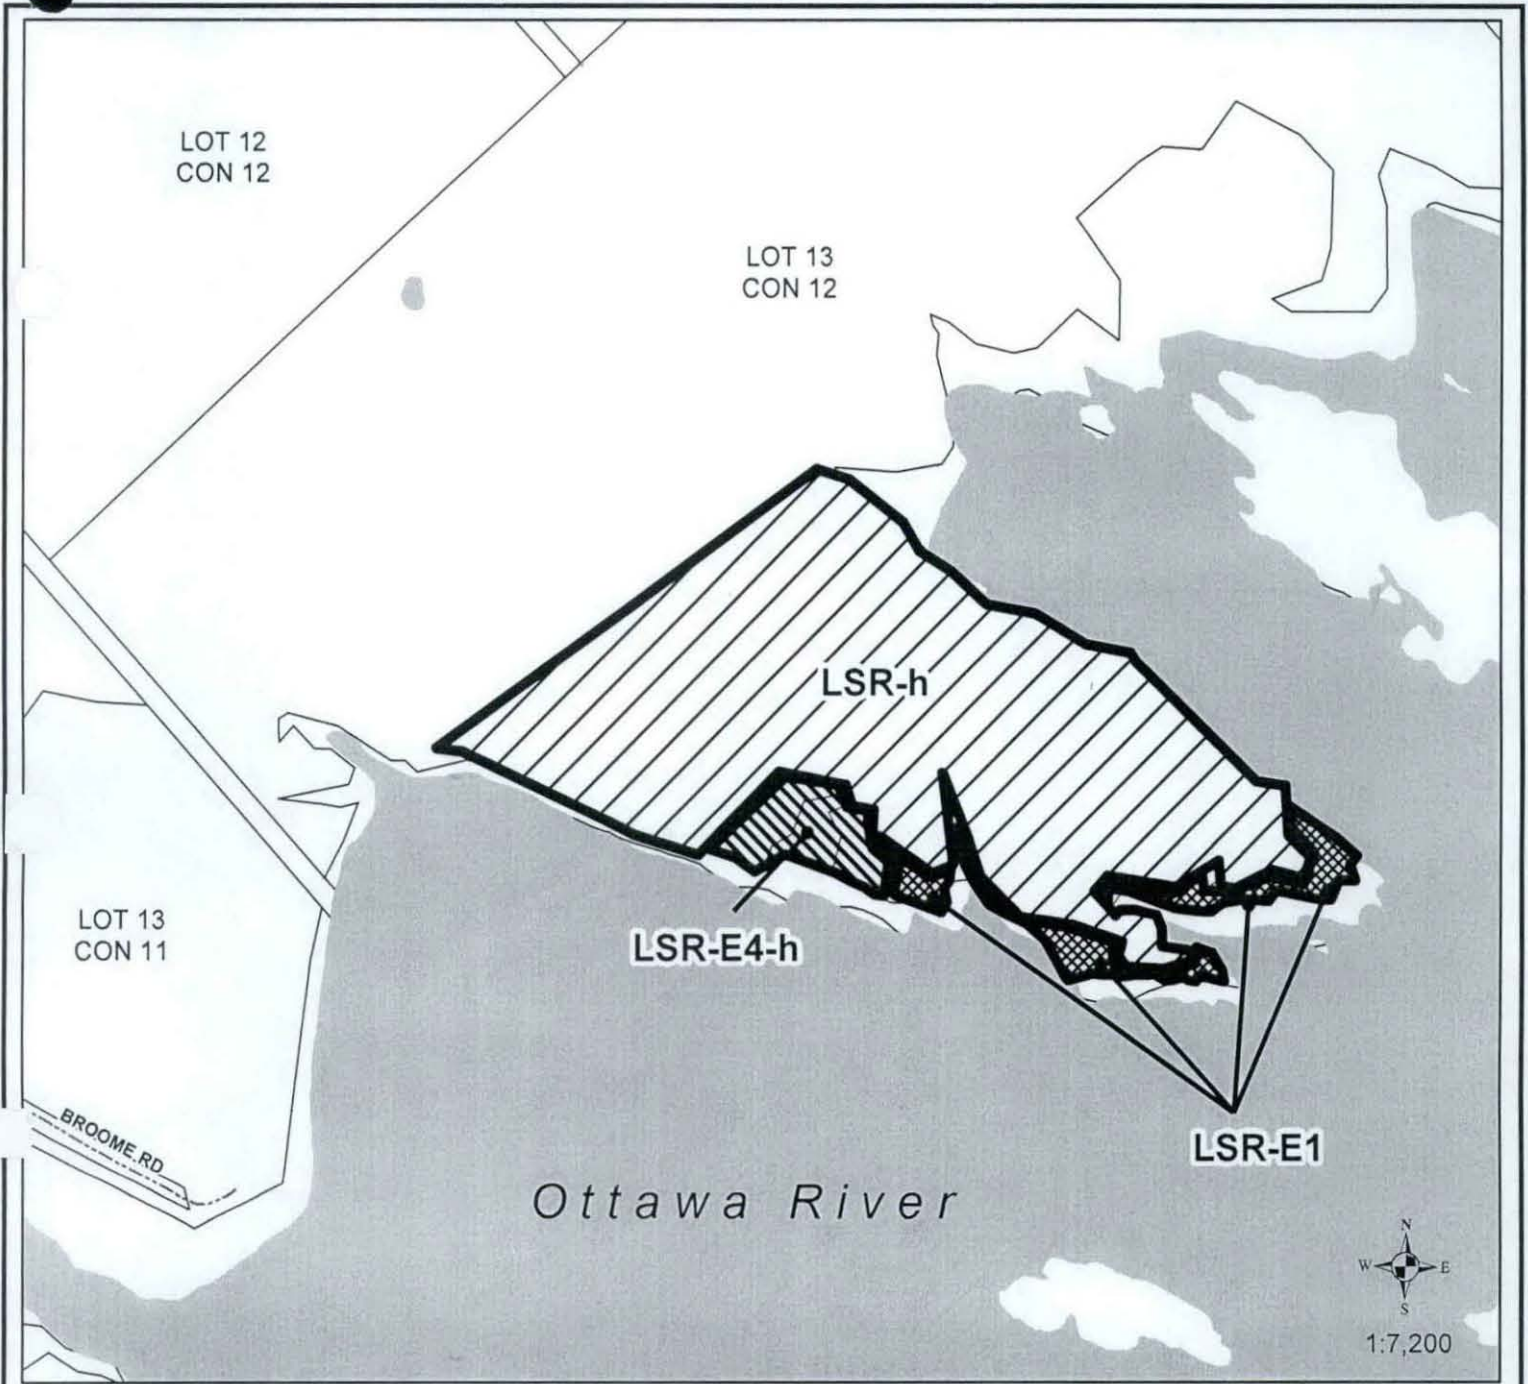 LOT 12
CON 12
LOT 13
CON 12
LSR-h
LSR-E4-h
LOT 13
CON 11
LSR-E1
BROOME RD
Ottawa River
N
W E
S
1:7,200